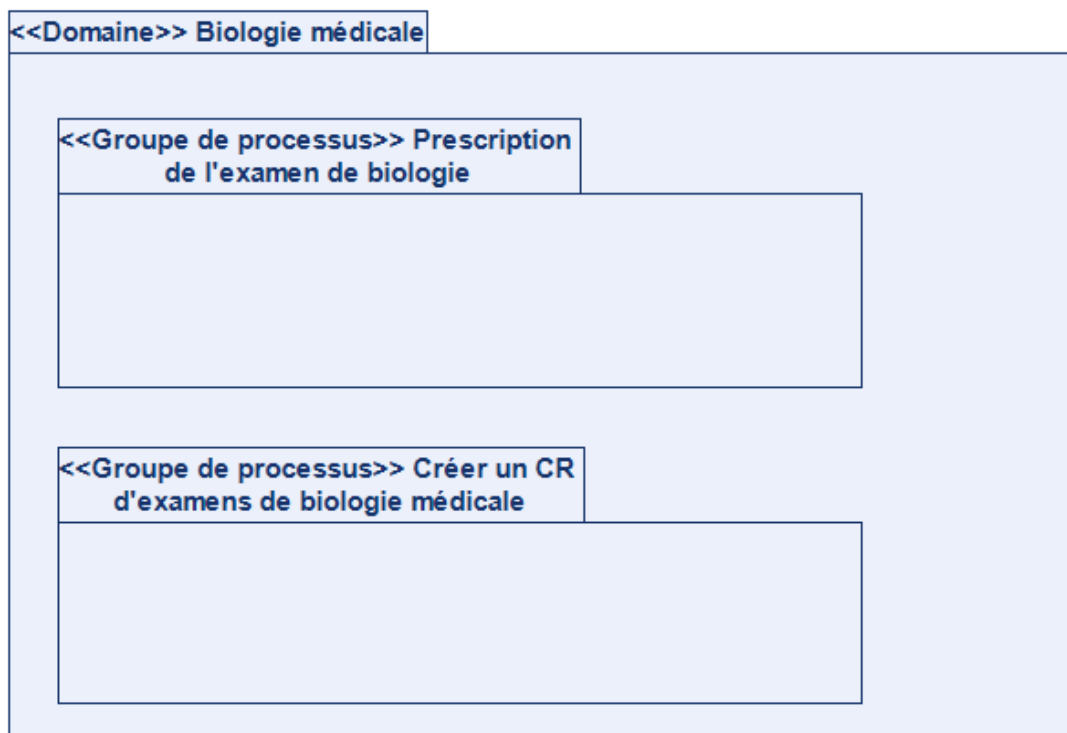 <<Domaine>> Biologie médicale
<<Groupe de processus>> Prescription
de l'examen de biologie
<<Groupe de processus>> Créer un CR
d'examens de biologie médicale